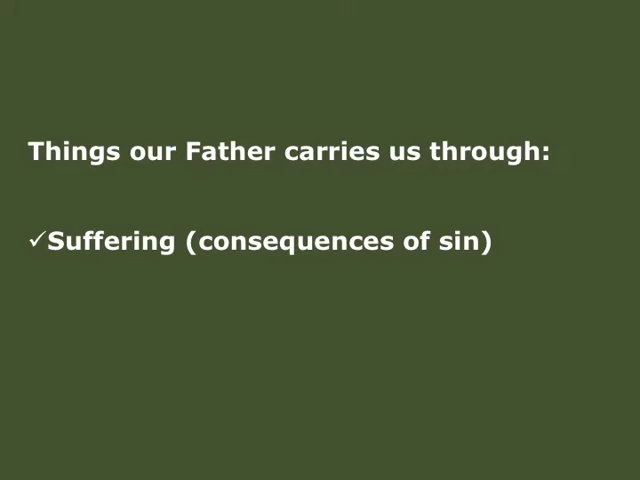 Things our Father carries us through:
✓Suffering (consequences of sin)